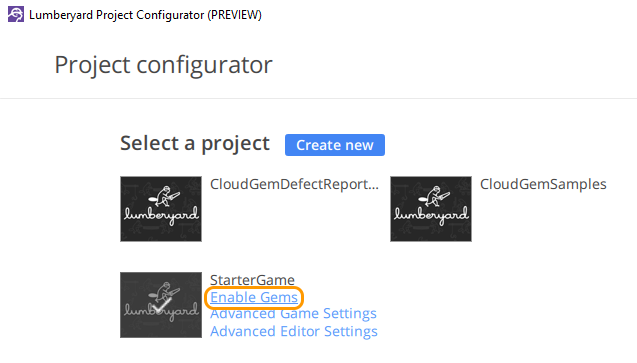 Lumberyard Project Configurator (PREVIEW)
Project configurator
Select a project Create new
lumberyard CloudGemDefectReport... lumberyard CloudGemSamples
lumberyard StarterGame
Enable Gems
Advanced Game Settings
Advanced Editor Settings